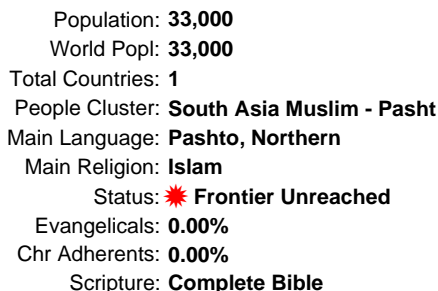 Population: 33,000
World Popl: 33,000
Total Countries: 1
People Cluster: South Asia Muslim - Pasht
Main Language: Pashto, Northern
Main Religion: Islam
Status: Frontier Unreached
Evangelicals: 0.00%
Chr Adherents: 0.00%
Scripture: Complete Bible